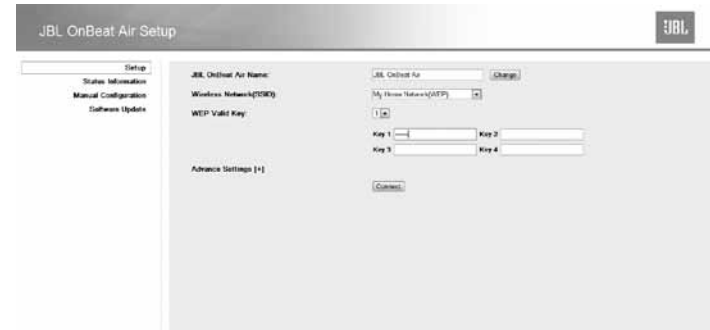 JBL OnBeat Air Setup
JBL
Setup
Status Information
Manual Configuration
Software Update
JBL OnBeat Air Name:
JBL OnBeat Air
Change
Wireless Network(SSID):
My Home Network(WEP)
WEP Valid Key:
1
Key 1
Key 2
Key 3
Key 4
Advance Settings [+]
Connect